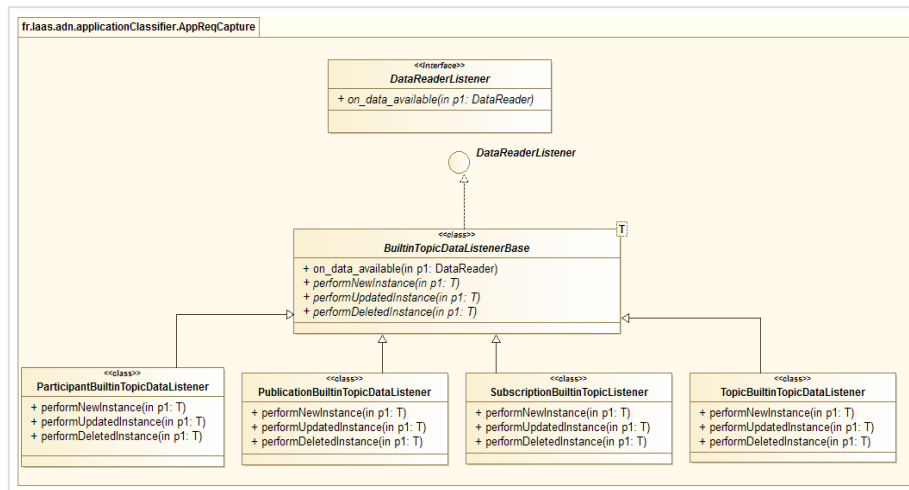 fr.laas.adn.applicationClassifier.AppReqCapture
<<Interface>>
DataReaderListener
+ on_data_available(in p1: DataReader)
DataReaderListener
T
<<class>>
BuiltinTopicDataListenerBase
+ on_data_available(in p1: DataReader)
+ performNewInstance(in p1: T)
+ performUpdatedInstance(in p1: T)
+ performDeletedInstance(in p1: T)
<<class>>
ParticipantBuiltinTopicDataListener
+ performNewInstance(in p1: T)
+ performUpdatedInstance(in p1: T)
+ performDeletedInstance(in p1: T)
<<class>>
PublicationBuiltinTopicDataListener
+ performNewInstance(in p1: T)
+ performUpdatedInstance(in p1: T)
+ performDeletedInstance(in p1: T)
<<class>>
SubscriptionBuiltinTopicListener
+ performNewInstance(in p1: T)
+ performUpdatedInstance(in p1: T)
+ performDeletedInstance(in p1: T)
<<class>>
TopicBuiltinTopicDataListener
+ performNewInstance(in p1: T)
+ performUpdatedInstance(in p1: T)
+ performDeletedInstance(in p1: T)